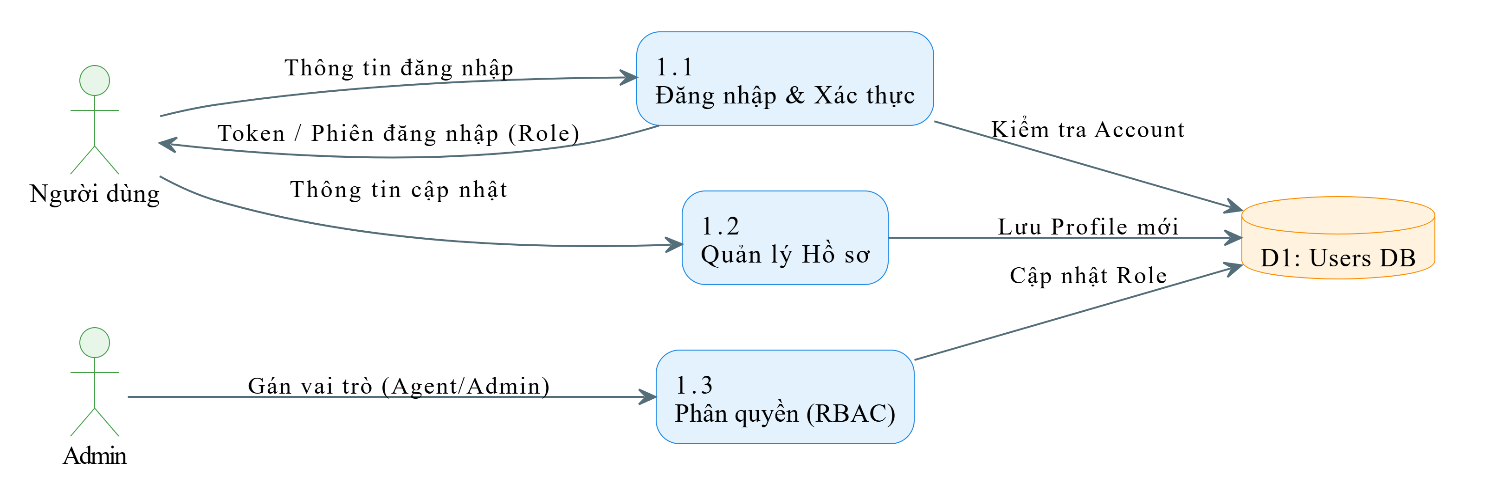 Thông tin đăng nhập
1.1
Đăng nhập & Xác thực
Token / Phiên đăng nhập (Role)
Kiểm tra Account
Người dùng
Thông tin cập nhật
1.2
Quản lý Hồ sơ
Lưu Profile mới
D1: Users DB
Cập nhật Role
Gán vai trò (Agent/Admin)
1.3
Phân quyền (RBAC)
Admin